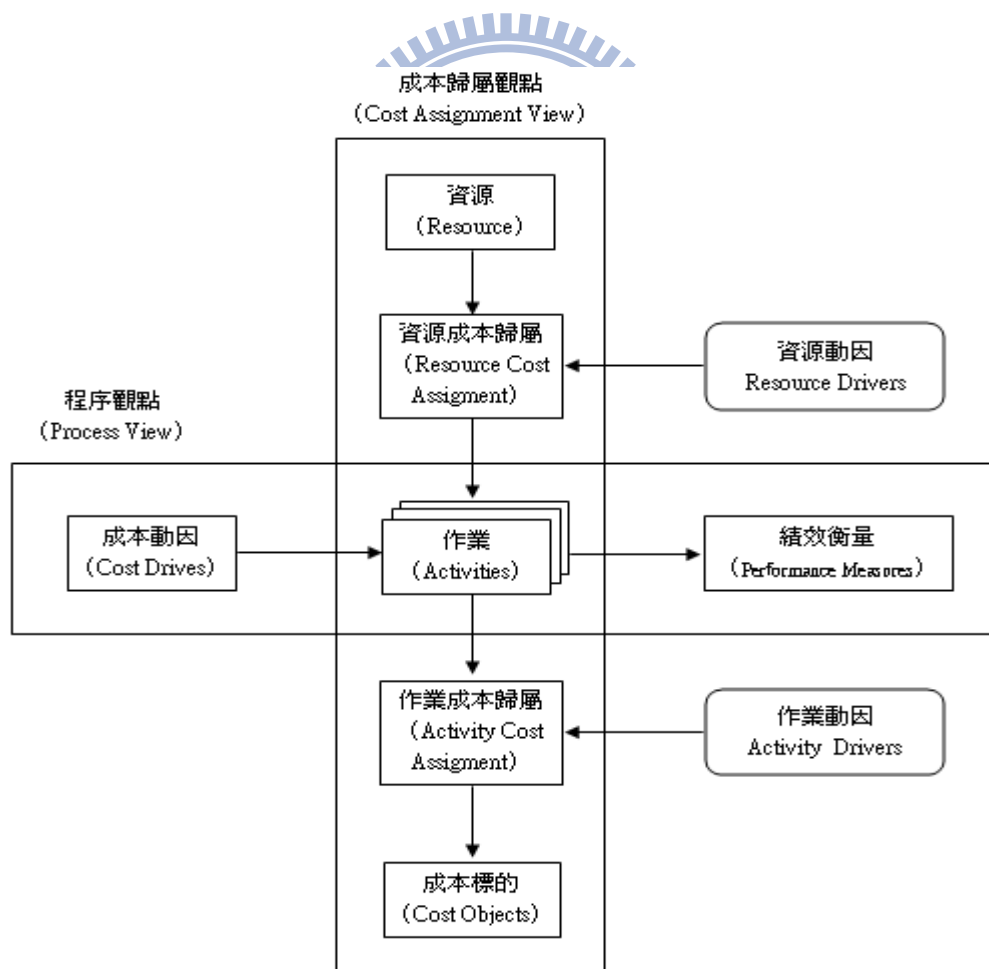 成本歸屬觀點
（Cost Assignment View）
資源
（Resource）
資源成本歸屬
（Resource Cost
Assigment）
資源動因
Resource Drivers
程序觀點
（Process View）
成本動因
（Cost Drives）
作業
（Activities）
績效衡量
（Performance Measores）
作業成本歸屬
（Activity Cost
Assigment）
作業動因
Activity Drivers
成本標的
（Cost Objects）